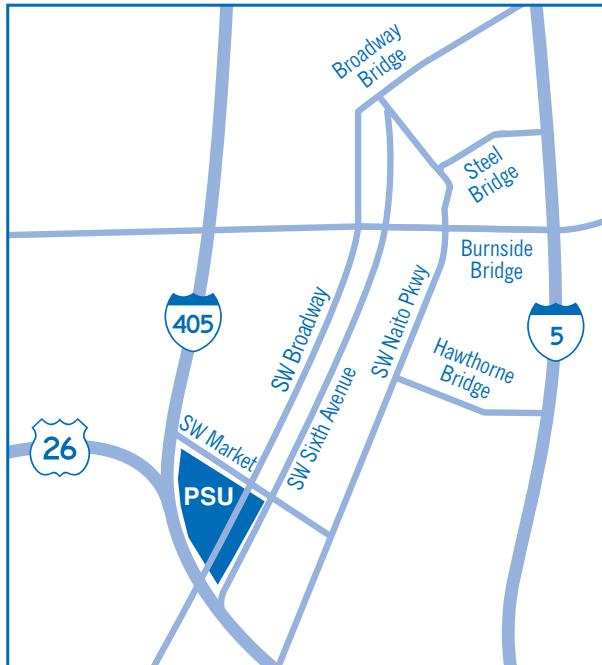 Broadway
Bridge
Steel
Bridge
Burnside
Bridge
405
5
SW Broadway
SW Naito Pkwy
Hawthorne
Bridge
SW Sixth Avenue
SW Market
26
PSU